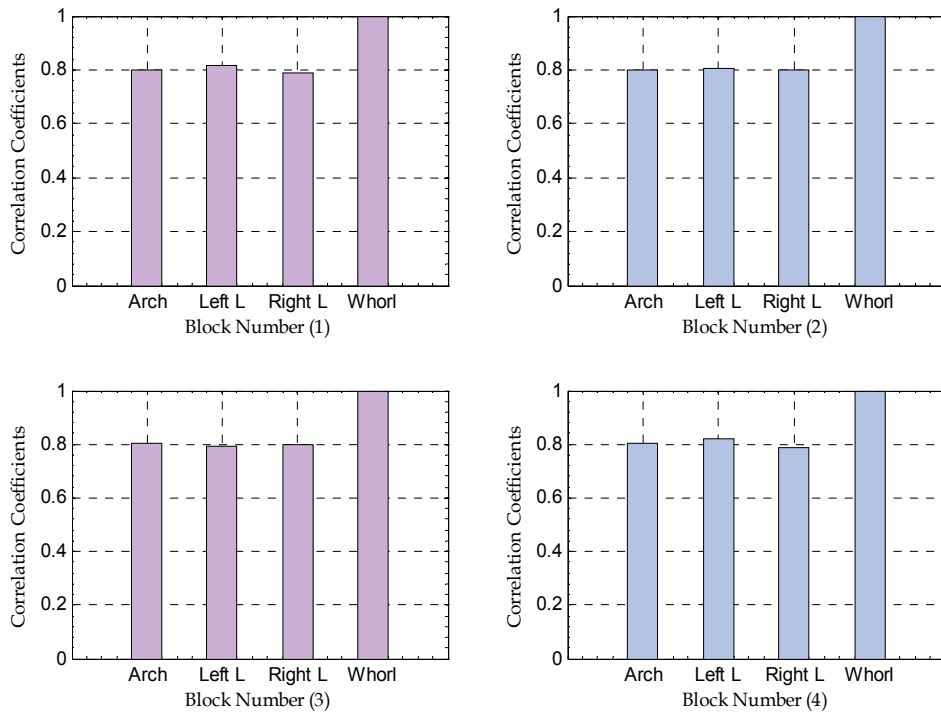 Correlation Coefficients
1
0.8
0.6
0.4
0.2
0
Arch Left L Right L Whorl
Block Number (1)
Correlation Coefficients
1
0.8
0.6
0.4
0.2
0
Arch Left L Right L Whorl
Block Number (2)
Correlation Coefficients
1
0.8
0.6
0.4
0.2
0
Arch Left L Right L Whorl
Block Number (3)
Correlation Coefficients
1
0.8
0.6
0.4
0.2
0
Arch Left L Right L Whorl
Block Number (4)